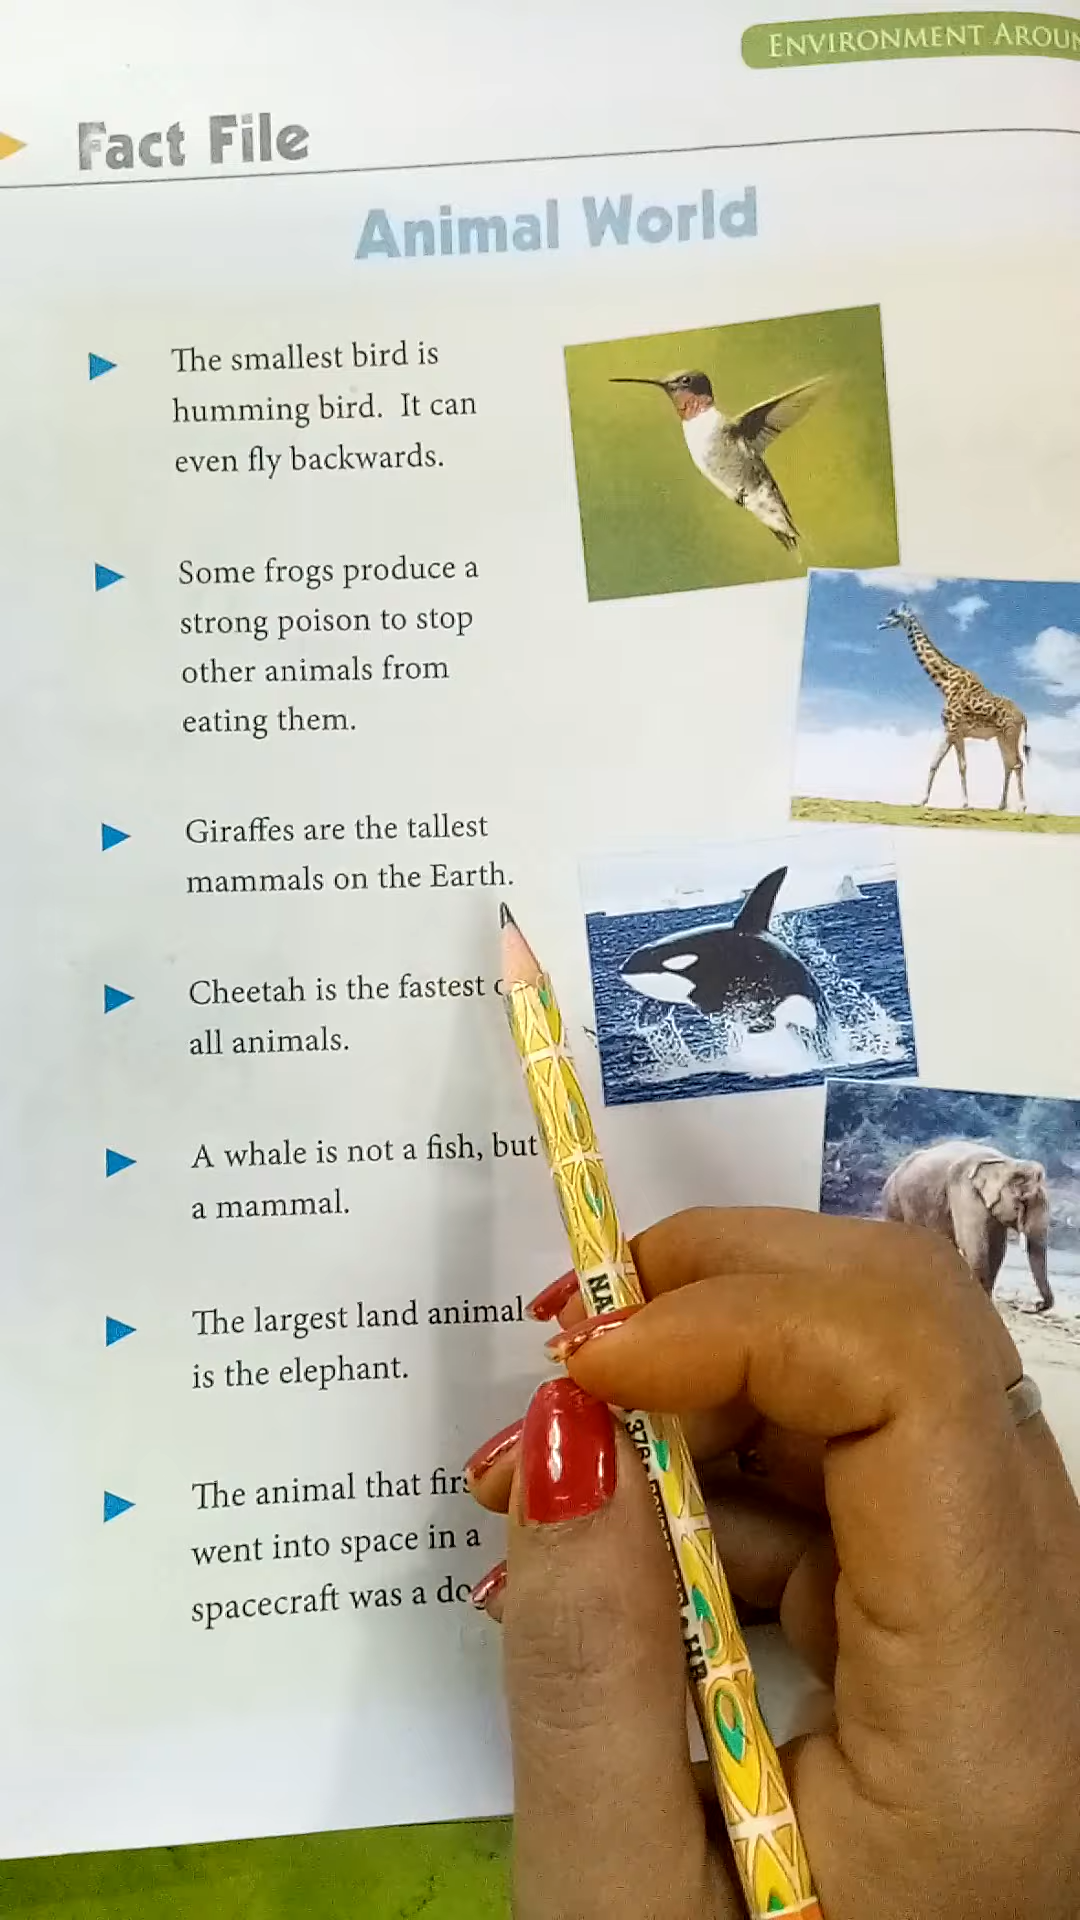 ENVIRONMENT
Fact File
Animal World
The smallest bird is
humming bird. It can
even fly backwards.
Some frogs produce a
strong poison to stop
other animals from
eating them.
Giraffes are the tallest
mammals on the Earth.
Cheetah is the fastest
all animals.
A whale is not a fish, but
a mammal.
The largest land animal
is the elephant.
The animal that
went into space in a
spacecraft was a